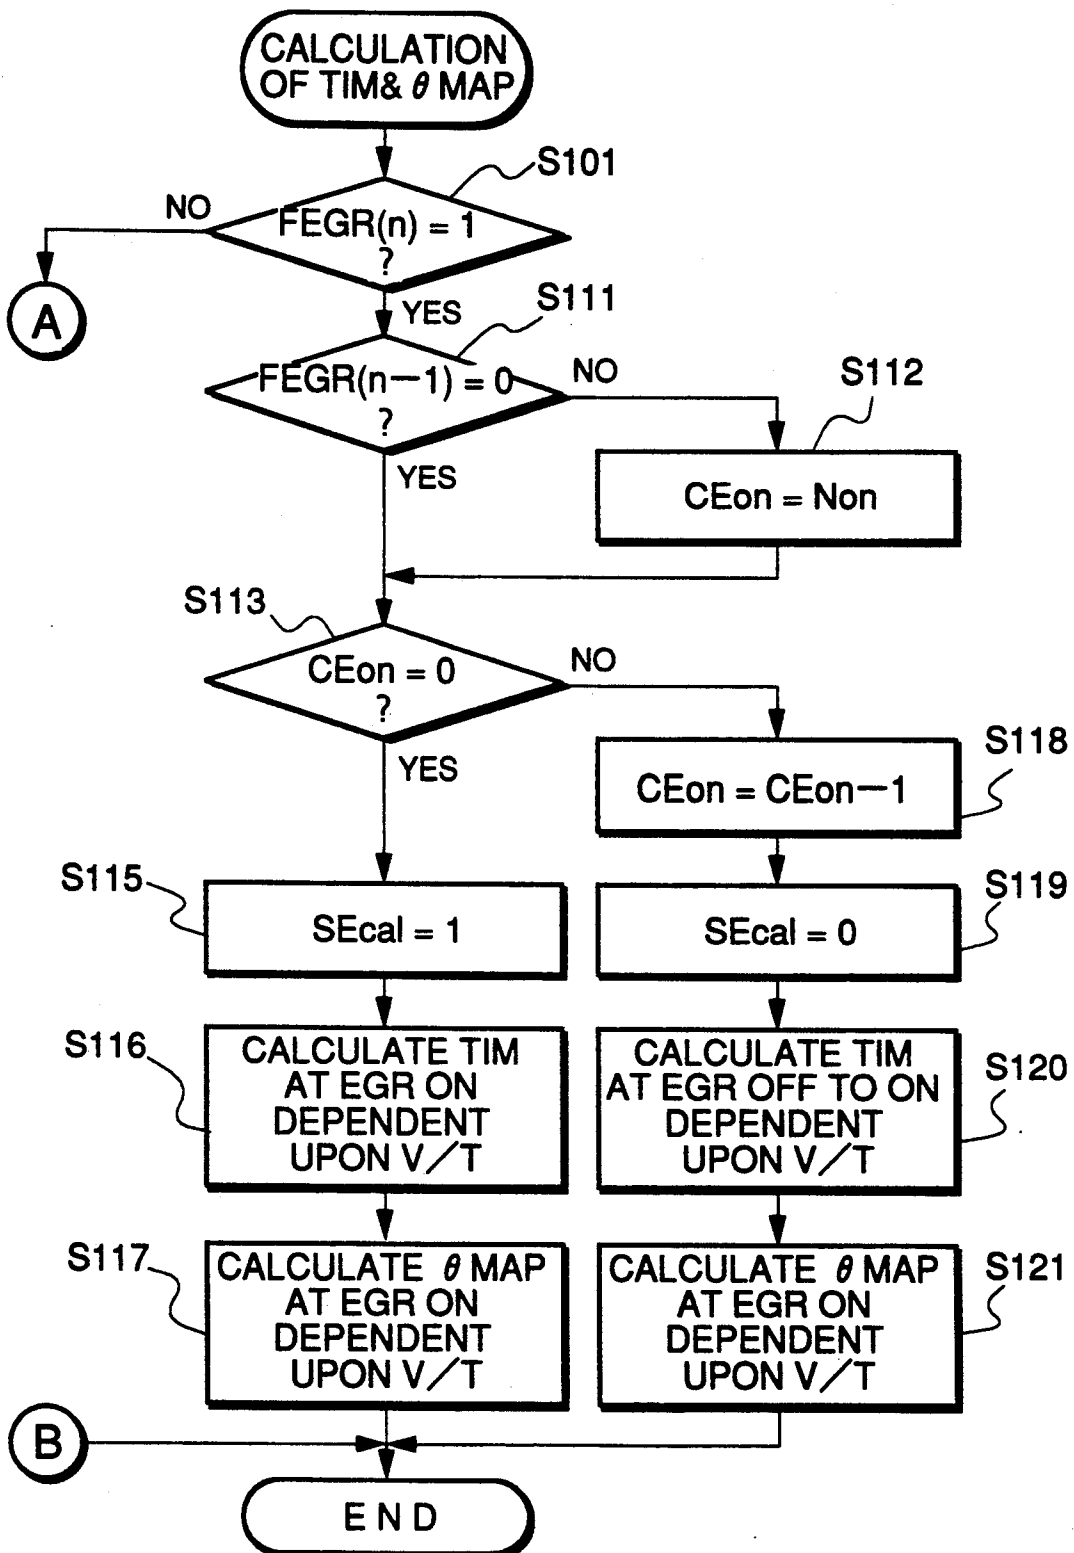 CALCULATION
OF TIM& θ MAP
S101
NO
FEGR(n) = 1
?
A
YES
S111
FEGR(n−1) = 0
?
NO
S112
YES
CEon = Non
S113
CEon = 0
?
NO
YES
S118
CEon = CEon−1
S115
SEcal = 1
S119
SEcal = 0
S116
CALCULATE TIM
AT EGR ON
DEPENDENT
UPON V/T
S120
CALCULATE TIM
AT EGR OFF TO ON
DEPENDENT
UPON V/T
S117
CALCULATE θ MAP
AT EGR ON
DEPENDENT
UPON V/T
S121
CALCULATE θ MAP
AT EGR ON
DEPENDENT
UPON V/T
B
END